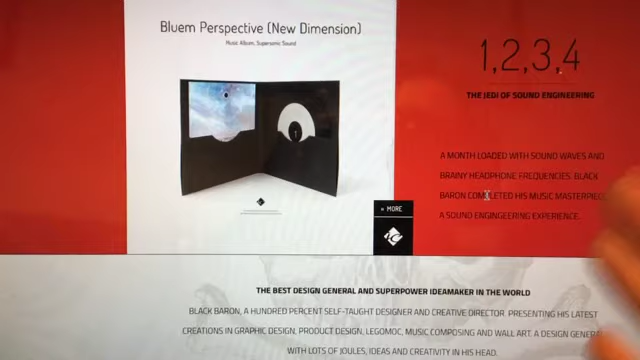 Bluem Perspective (New Dimension)
Music Album, Supersonic Sound
1,2,3,4
THE JEDI OF SOUND ENGINEERING
A MONTH LOADED WITH SOUND WAVES AND
BRAINY HEADPHONE FREQUENCIES. BLACK
BARON COMPLETED HIS MUSIC MASTERPIECE
A SOUND ENGINGEERING EXPERIENCE.
+ MORE
THE BEST DESIGN GENERAL AND SUPERPOWER IDEAMAKER IN THE WORLD
BLACK BARON, A HUNDRED PERCENT SELF-TAUGHT DESIGNER AND CREATIVE DIRECTOR. PRESENTING HIS LATEST
CREATIONS IN GRAPHIC DESIGN, PRODUCT DESIGN, LEGOMOC, MUSIC COMPOSING AND WALL ART. A DESIGN GENERAL
WITH LOTS OF JOULES, IDEAS AND CREATIVITY IN HIS HEAD.